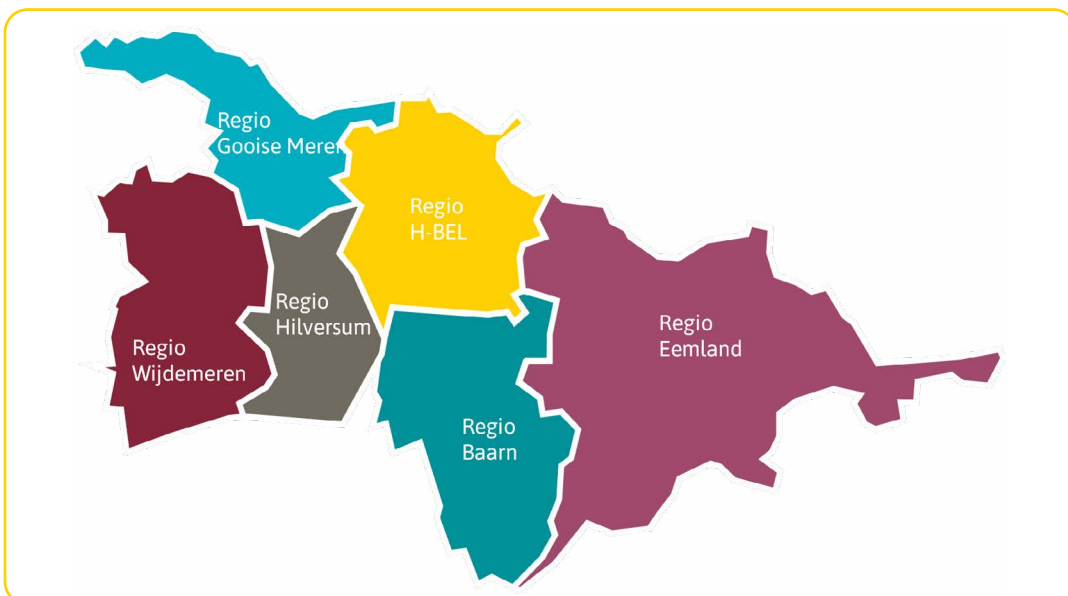 Regio
Gooise Meren
Regio
H-BEL
Regio
Hilversum
Regio
Eemland
Regio
Wijdemeren
Regio
Baarn